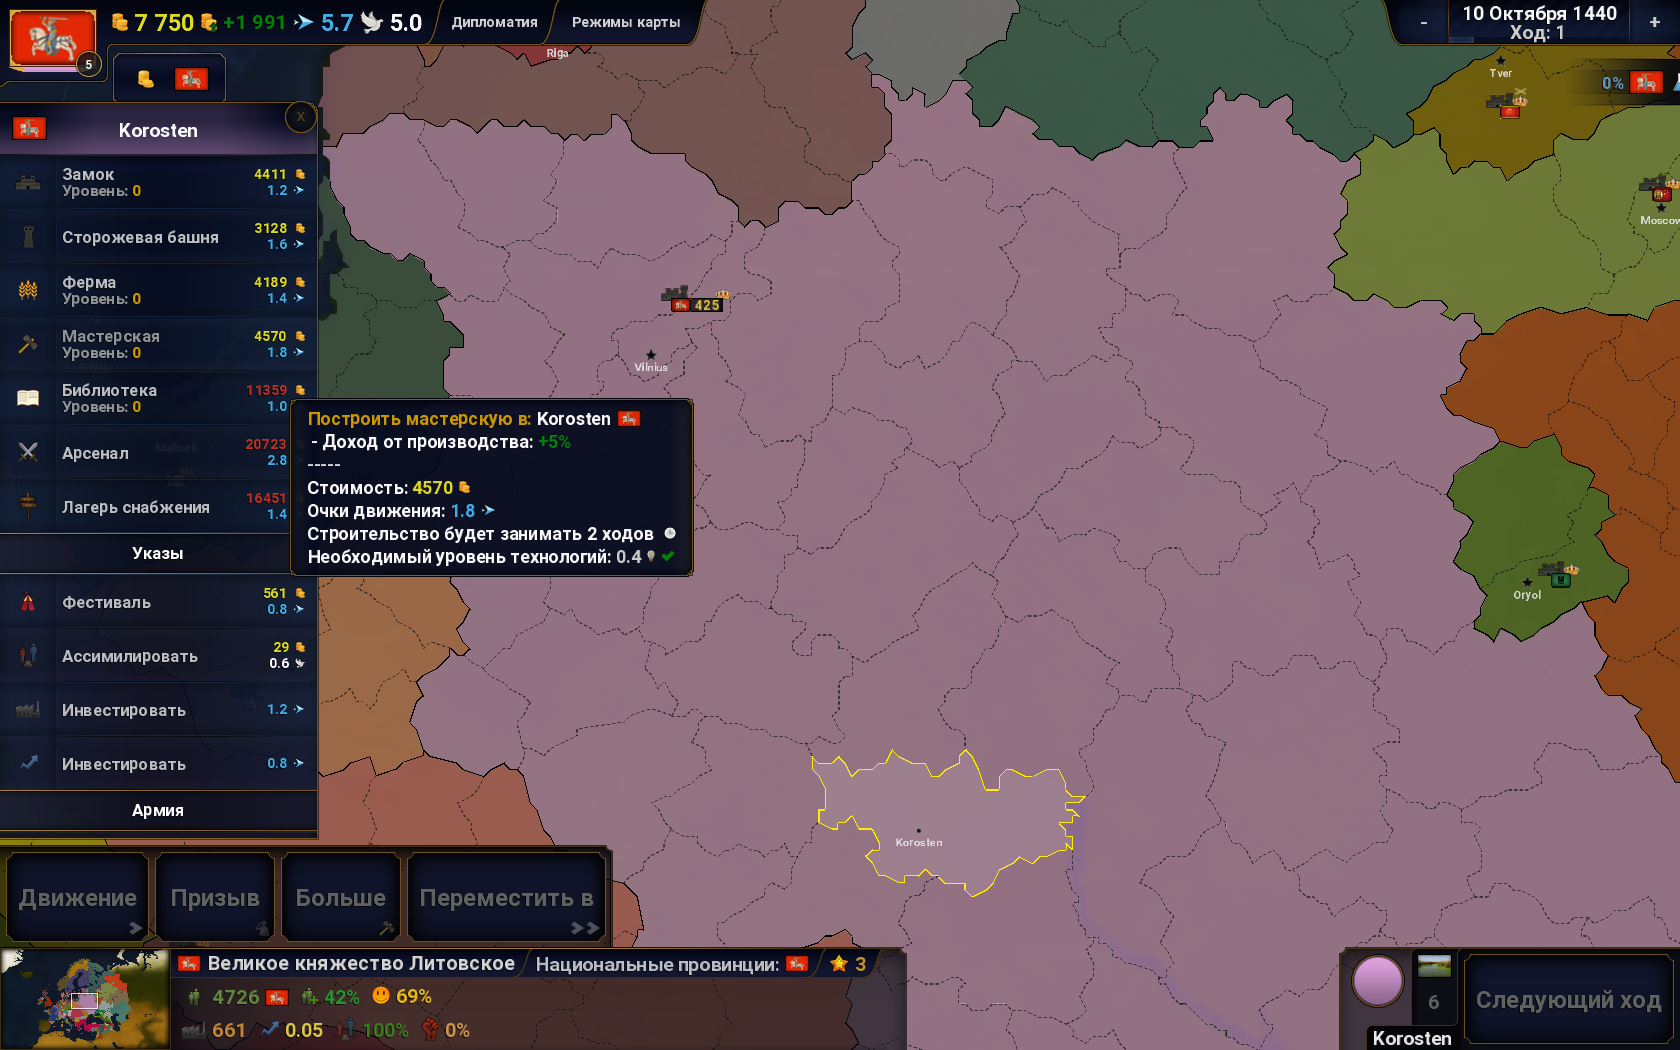 7 750
+1 991
5.7
5.0
Дипломатия
Режимы карты
-
10 Октября 1440
Ход: 1
+
5
Riga
Tver
0%
Korosten
X
Moscow
Замок
Уровень: 0
4411
1.2
Сторожевая башня
3128
1.6
Ферма
Уровень: 0
4189
1.4
Мастерская
Уровень: 0
4570
1.8
Библиотека
Уровень: 0
11359
1.0
Арсенал
20723
2.8
Melbork
Лагерь снабжения
16451
1.4
Указы
Фестиваль
561
0.8
Ассимилировать
29
0.6
Инвестировать
1.2
Инвестировать
0.8
Армия
425
Vilnius
Построить мастерскую в: Korosten
- Доход от производства: +5%
-----
Стоимость: 4570
Очки движения: 1.8
Строительство будет занимать 2 ходов
Необходимый уровень технологий: 0.4
Oryol
Korosten
Движение
Призыв
Больше
Переместить в
Великое княжество Литовское
Национальные провинции:
3
4726
42%
69%
661
0.05
100%
0%
6
Korosten
Следующий ход